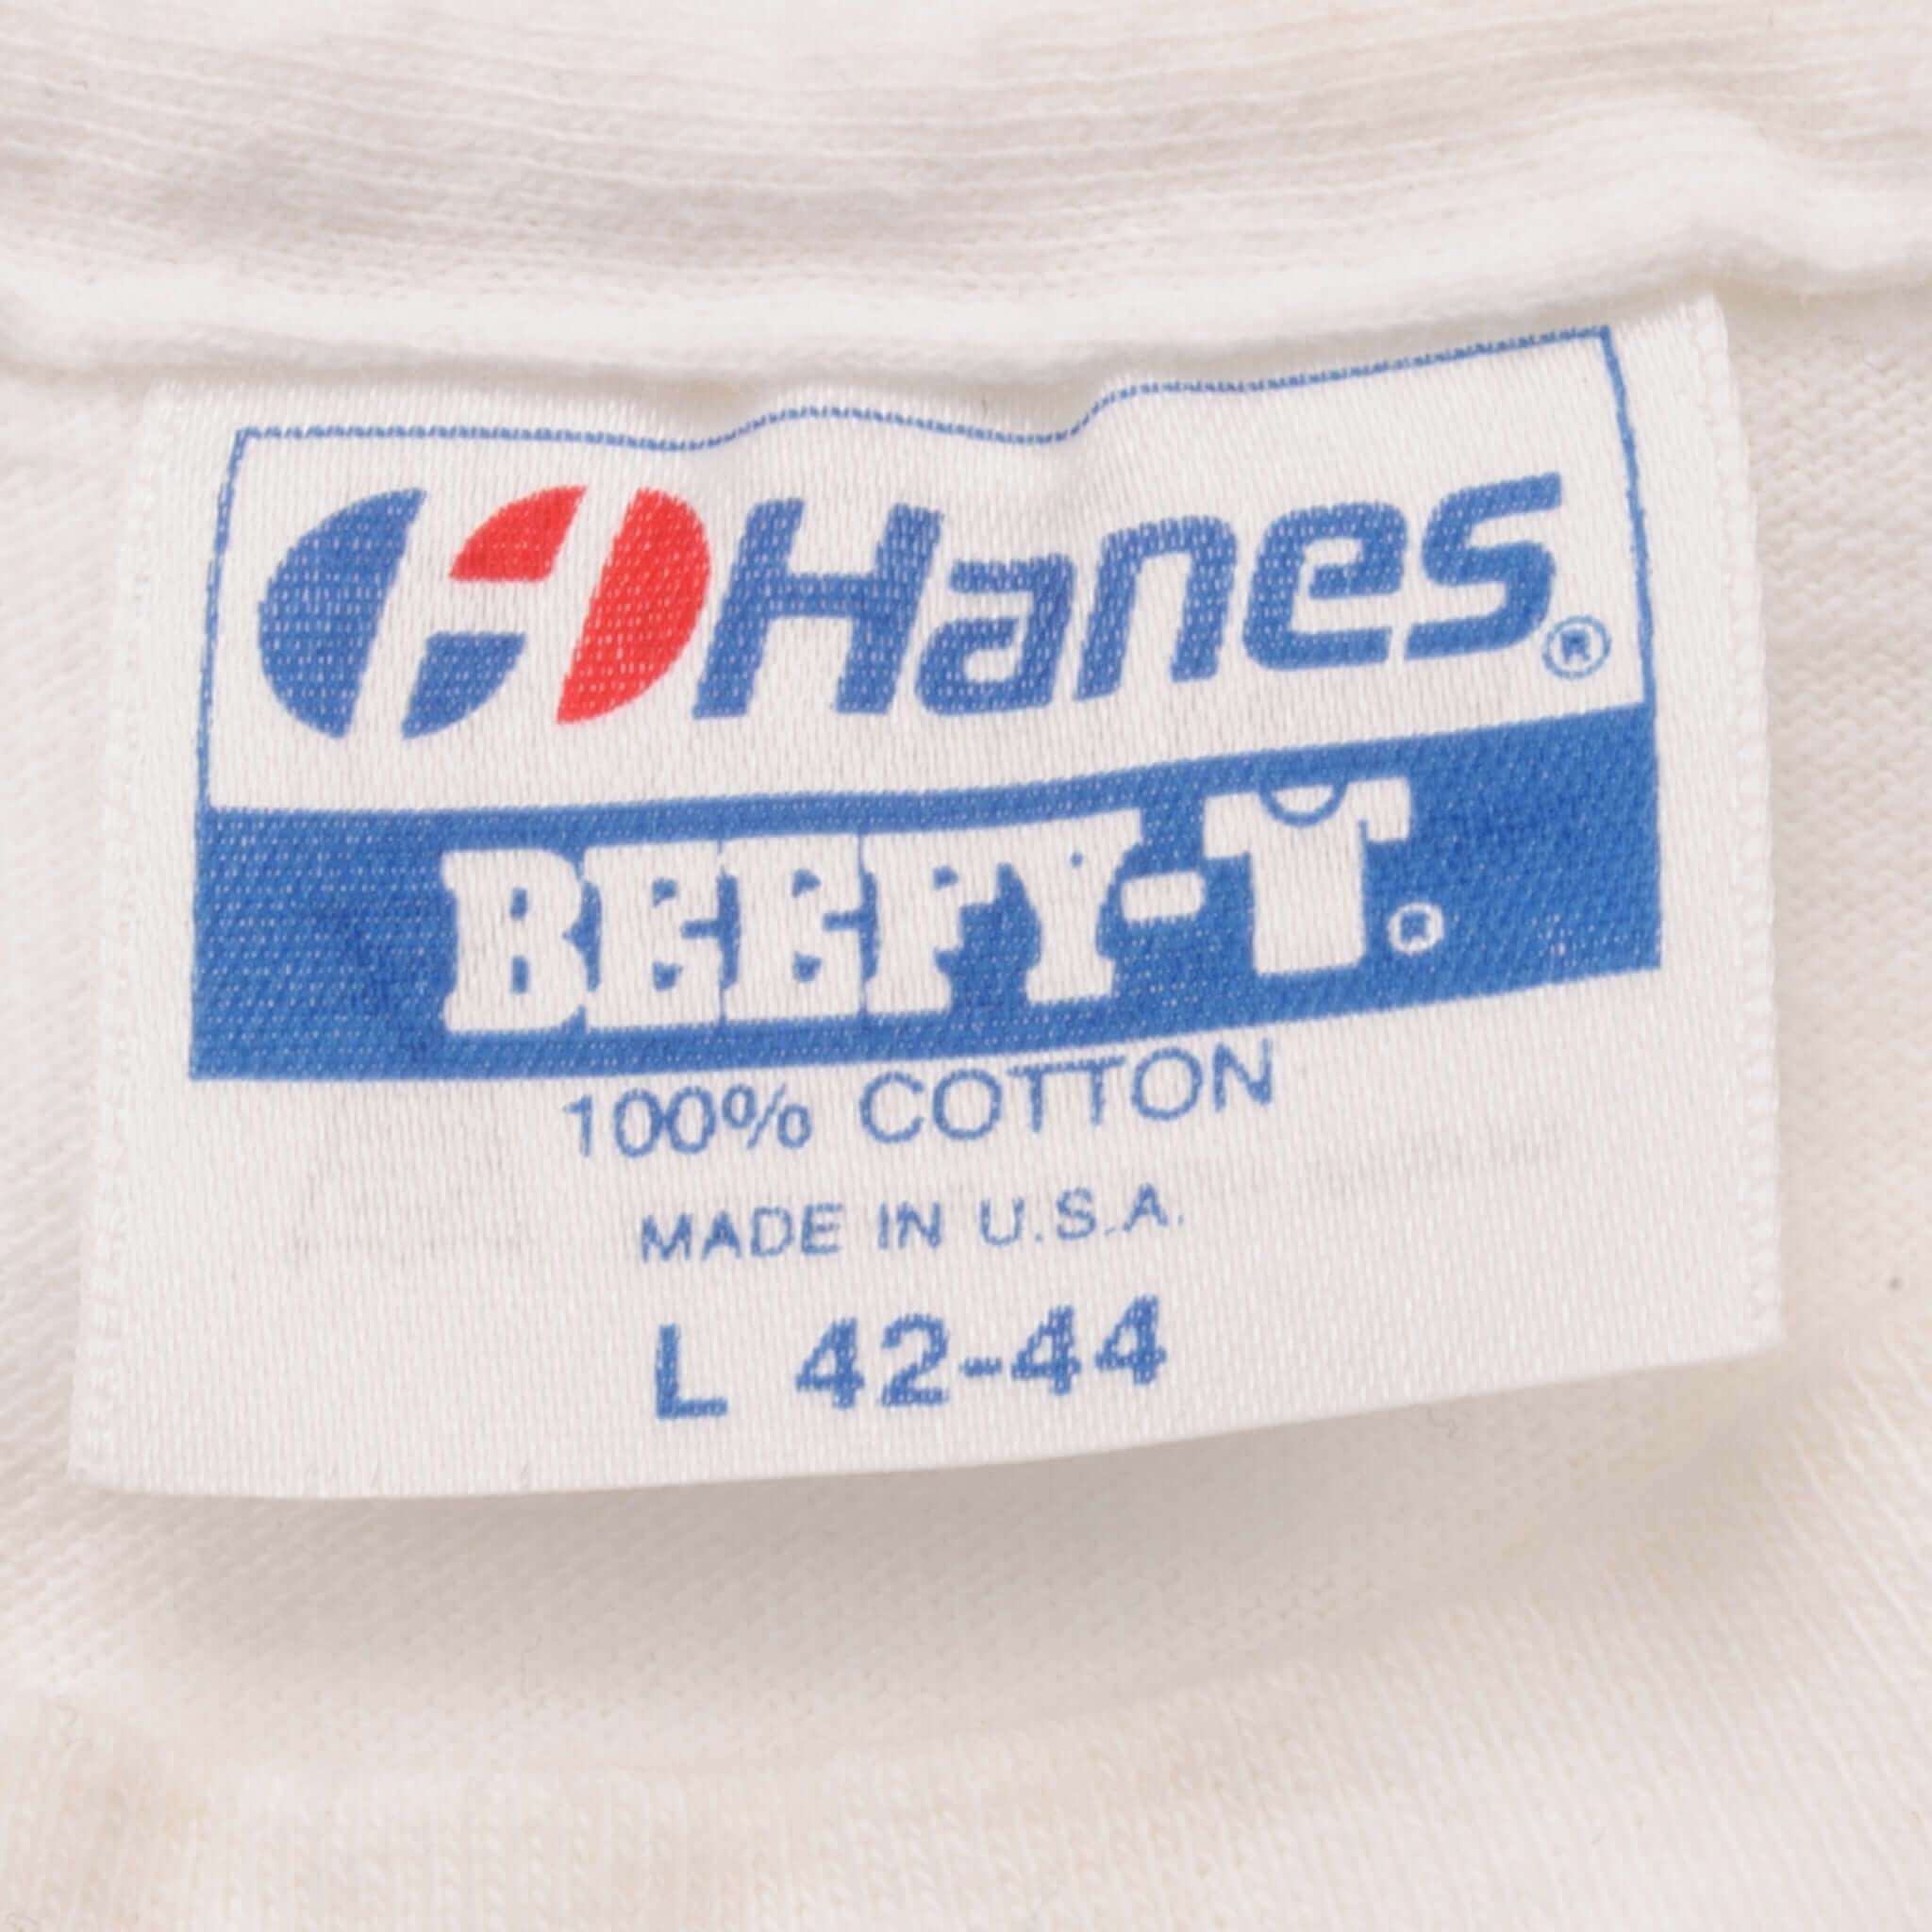 Hanes®
BEEFY-T®
100% COTTON
MADE IN U.S.A.
L 42-44